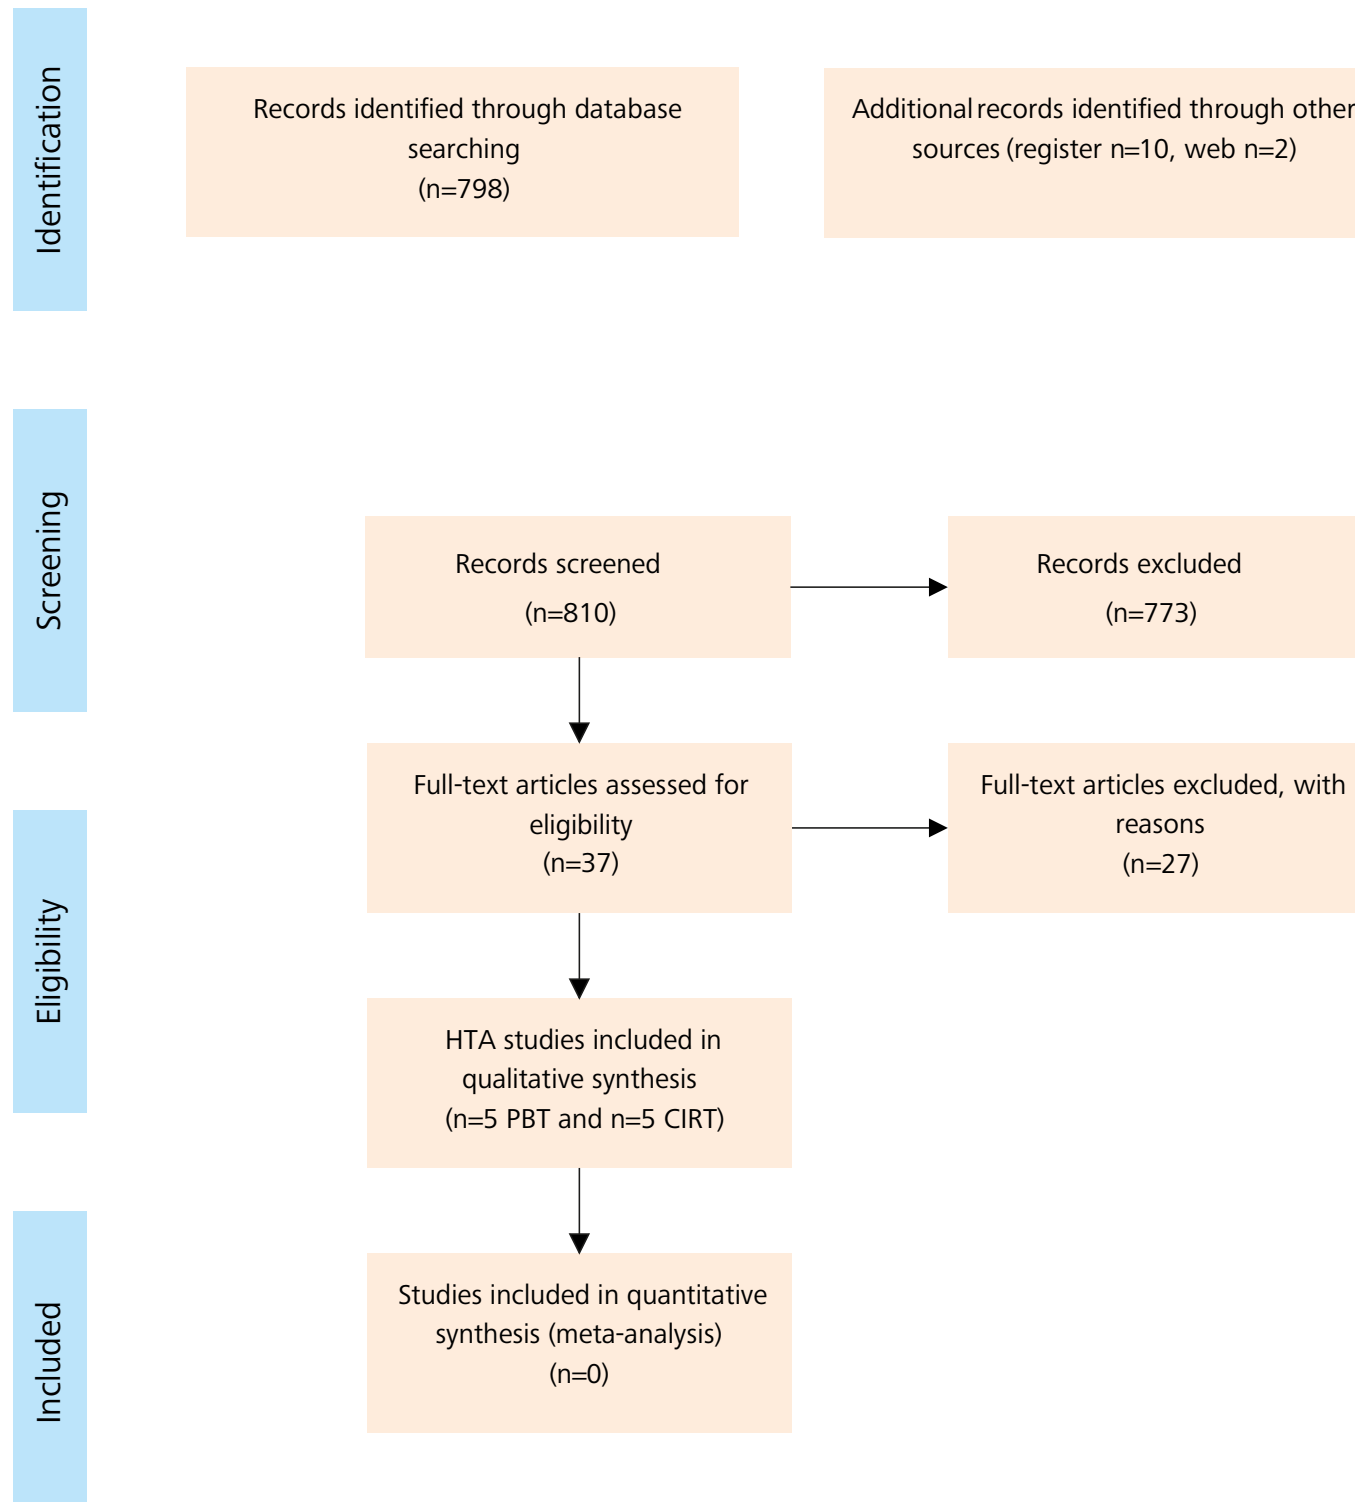 Identification
Records identified through database
searching
(n=798)
Additional records identified through other
sources (register n=10, web n=2)
Screening
Records screened
(n=810)
Records excluded
(n=773)
Eligibility
Full-text articles assessed for
eligibility
(n=37)
Full-text articles excluded, with
reasons
(n=27)
HTA studies included in
qualitative synthesis
(n=5 PBT and n=5 CIRT)
Included
Studies included in quantitative
synthesis (meta-analysis)
(n=0)